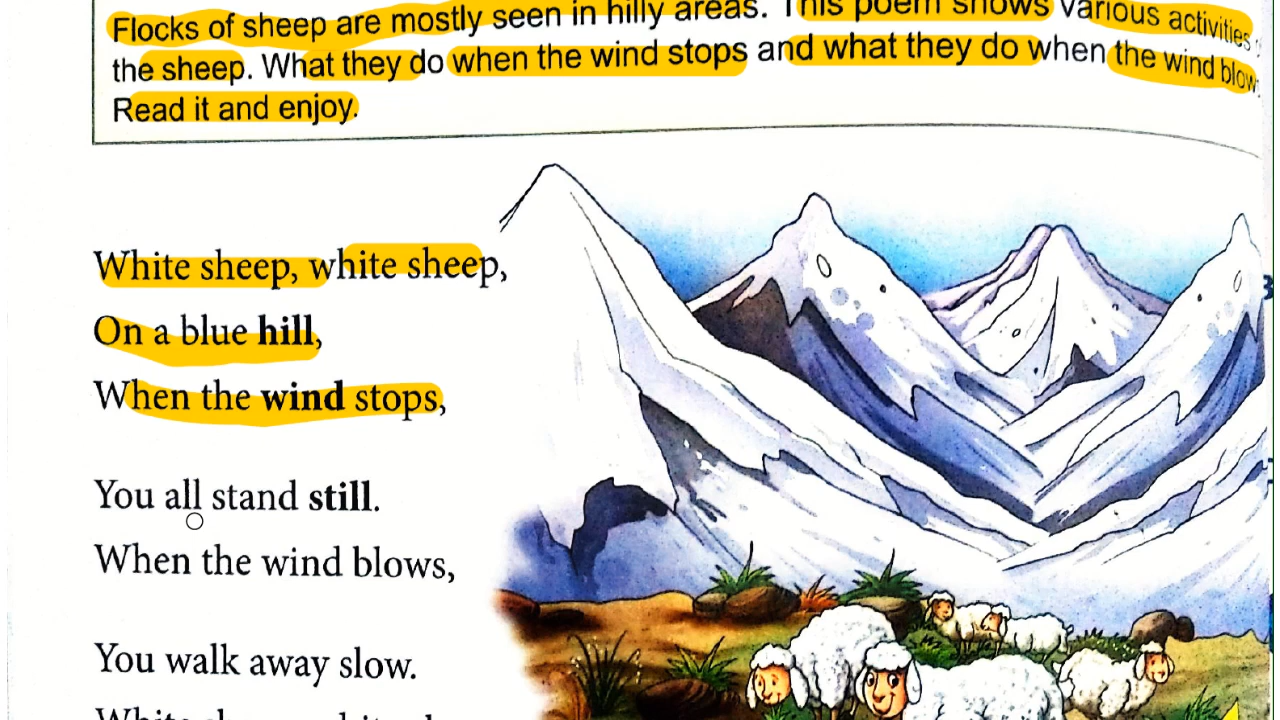 Flocks of sheep are mostly seen in hilly areas. This poem shows various activities
the sheep. What they do when the wind stops and what they do when the wind blow
Read it and enjoy.
White sheep, white sheep,
On a blue hill,
When the wind stops,
You all stand still.
When the wind blows,
You walk away slow.